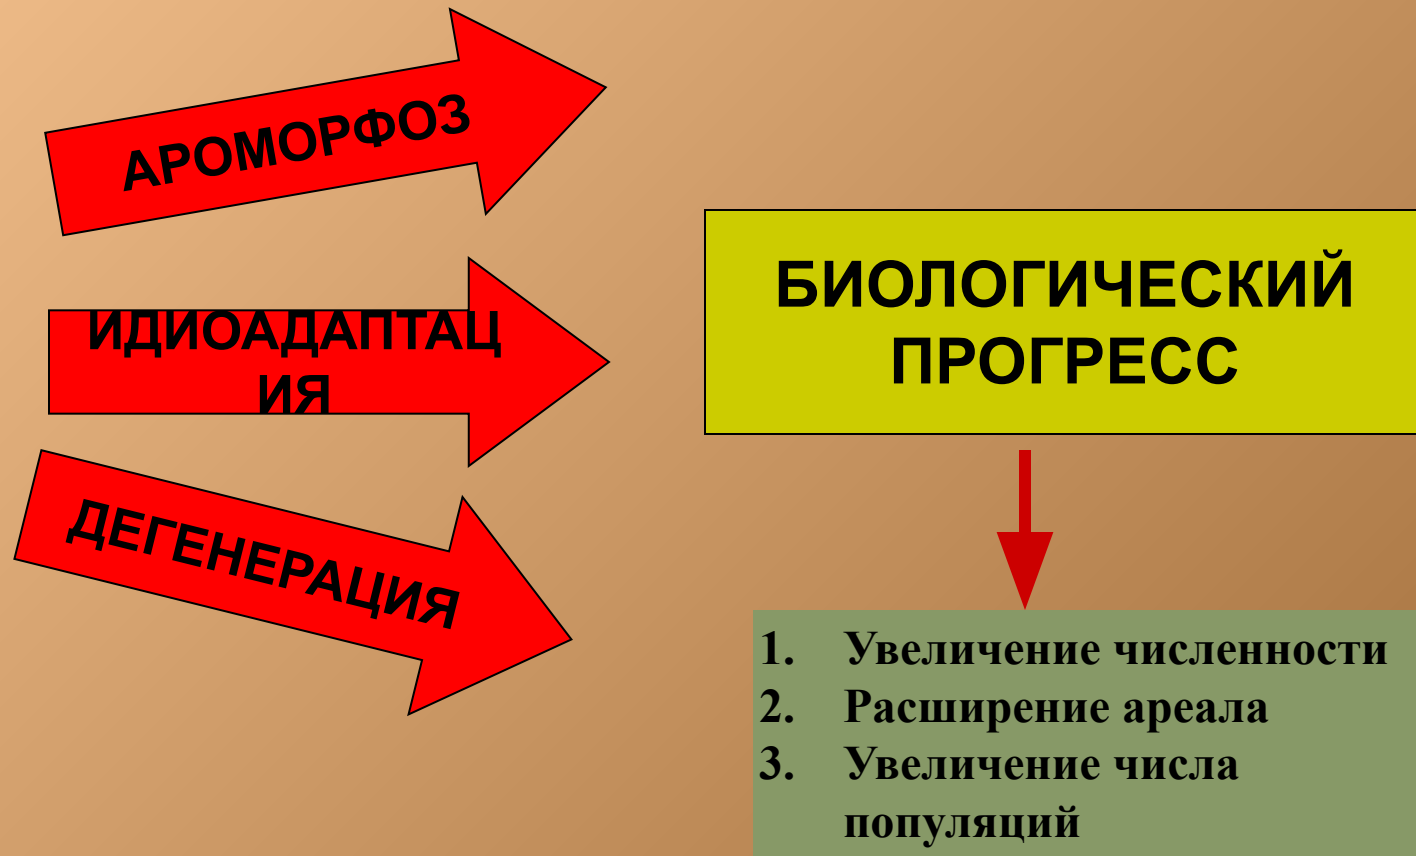 АРОМОРФОЗ
ИДИОАДАПТАЦ
ИЯ
ДЕГЕНЕРАЦИЯ
БИОЛОГИЧЕСКИЙ
ПРОГРЕСС
1. Увеличение численности
2. Расширение ареала
3. Увеличение числа
популяций